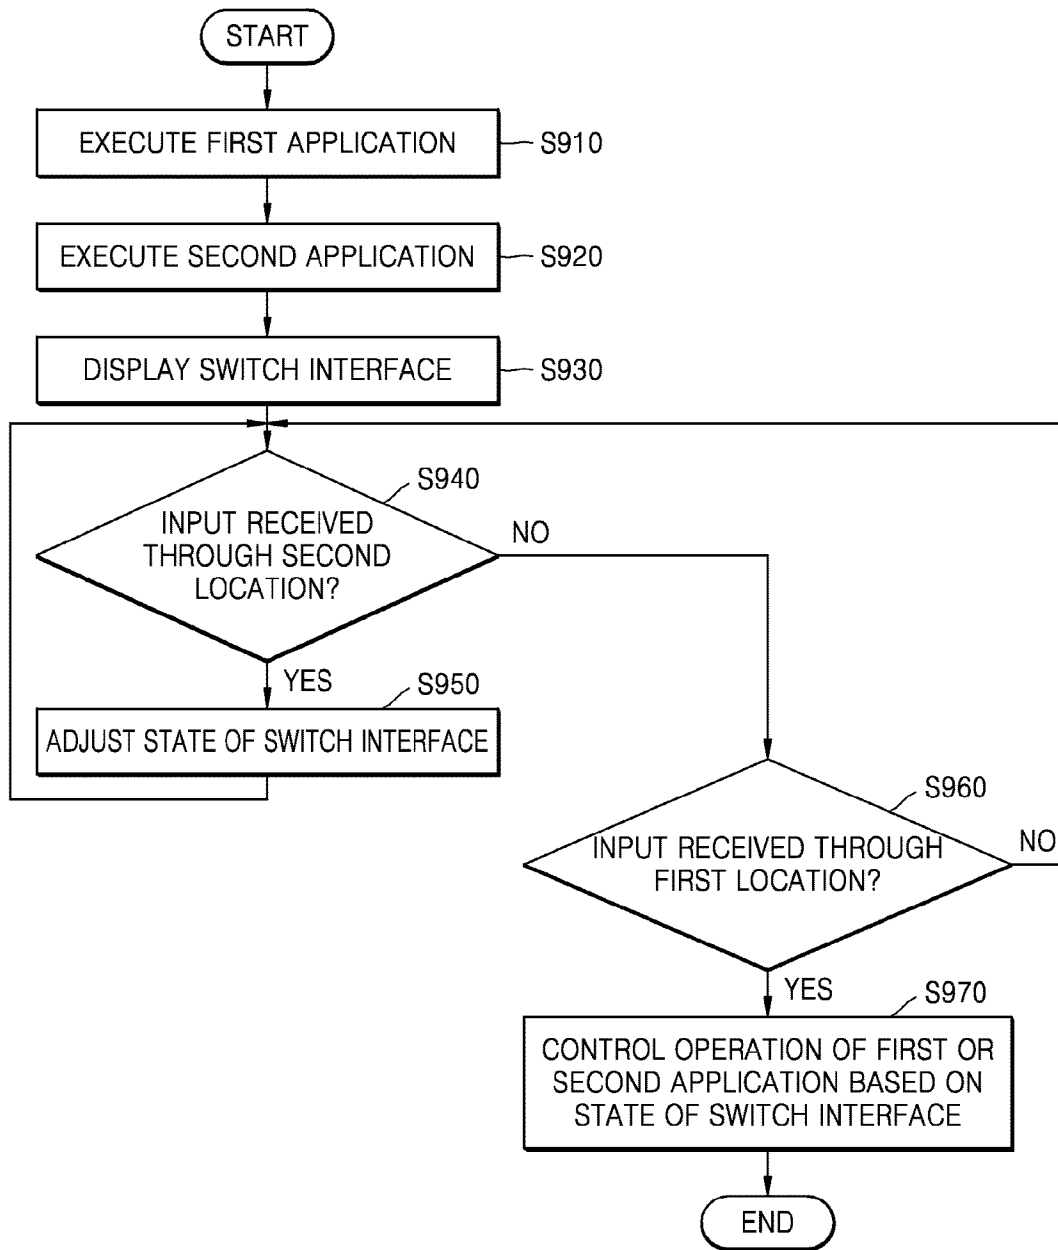 START
EXECUTE FIRST APPLICATION
S910
EXECUTE SECOND APPLICATION
S920
DISPLAY SWITCH INTERFACE
S930
S940
INPUT RECEIVED
THROUGH SECOND
LOCATION?
NO
YES
S950
ADJUST STATE OF SWITCH INTERFACE
S960
INPUT RECEIVED THROUGH
FIRST LOCATION?
NO
YES
S970
CONTROL OPERATION OF FIRST OR
SECOND APPLICATION BASED ON
STATE OF SWITCH INTERFACE
END